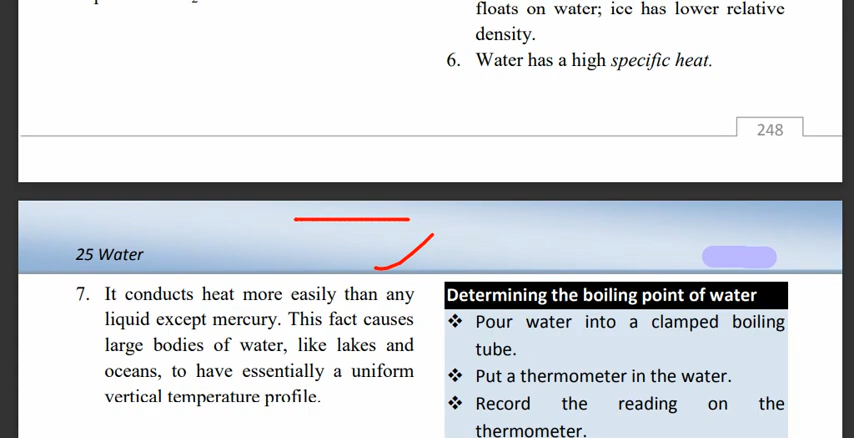 floats on water; ice has lower relative
density.
6. Water has a high specific heat.
248
25 Water
7. It conducts heat more easily than any
liquid except mercury. This fact causes
large bodies of water, like lakes and
oceans, to have essentially a uniform
vertical temperature profile.
Determining the boiling point of water
❖ Pour water into a clamped boiling
tube.
❖ Put a thermometer in the water.
❖ Record the reading on the
thermometer.